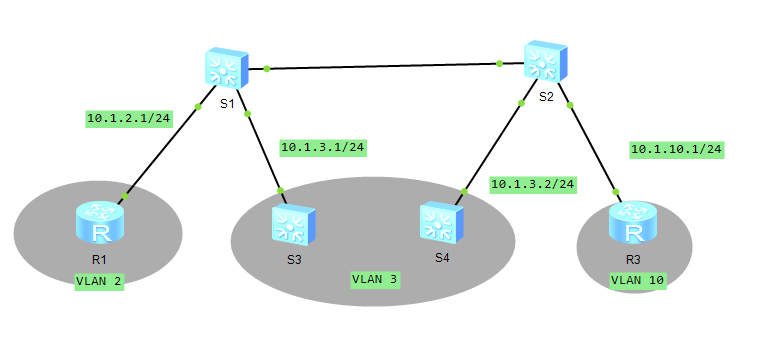 S1
S2
10.1.2.1/24
10.1.3.1/24
10.1.10.1/24
10.1.3.2/24
R
R1
S3
S4
R
R3
VLAN 2
VLAN 3
VLAN 10